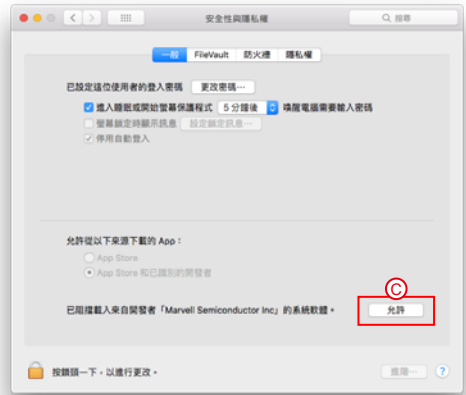 安全性與隱私權
搜尋
一般 FileVault 防火牆 隱私權
已設定這位使用者的登入密碼 更改密碼⋯
進入睡眠或開始螢幕保護程式 5 分鐘後 喚醒電腦需要輸入密碼
螢幕鎖定時顯示訊息 設定鎖定訊息⋯
停用自動登入
允許從以下來源下載的 App：
App Store
App Store 和已識別的開發者
C
已阻擋載入來自開發者「Marvell Semiconductor Inc」的系統軟體。 允許
按鎖頭一下，以進行更改。 進階⋯ ?